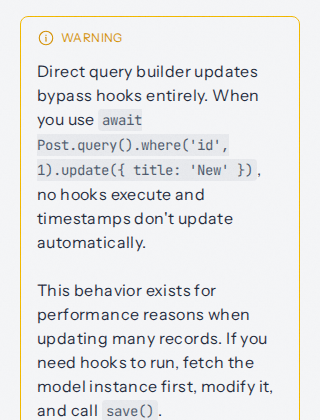 WARNING
Direct query builder updates
bypass hooks entirely. When
you use await
Post.query().where('id',
1).update({ title: 'New' }),
no hooks execute and
timestamps don't update
automatically.
This behavior exists for
performance reasons when
updating many records. If you
need hooks to run, fetch the
model instance first, modify it,
and call save().